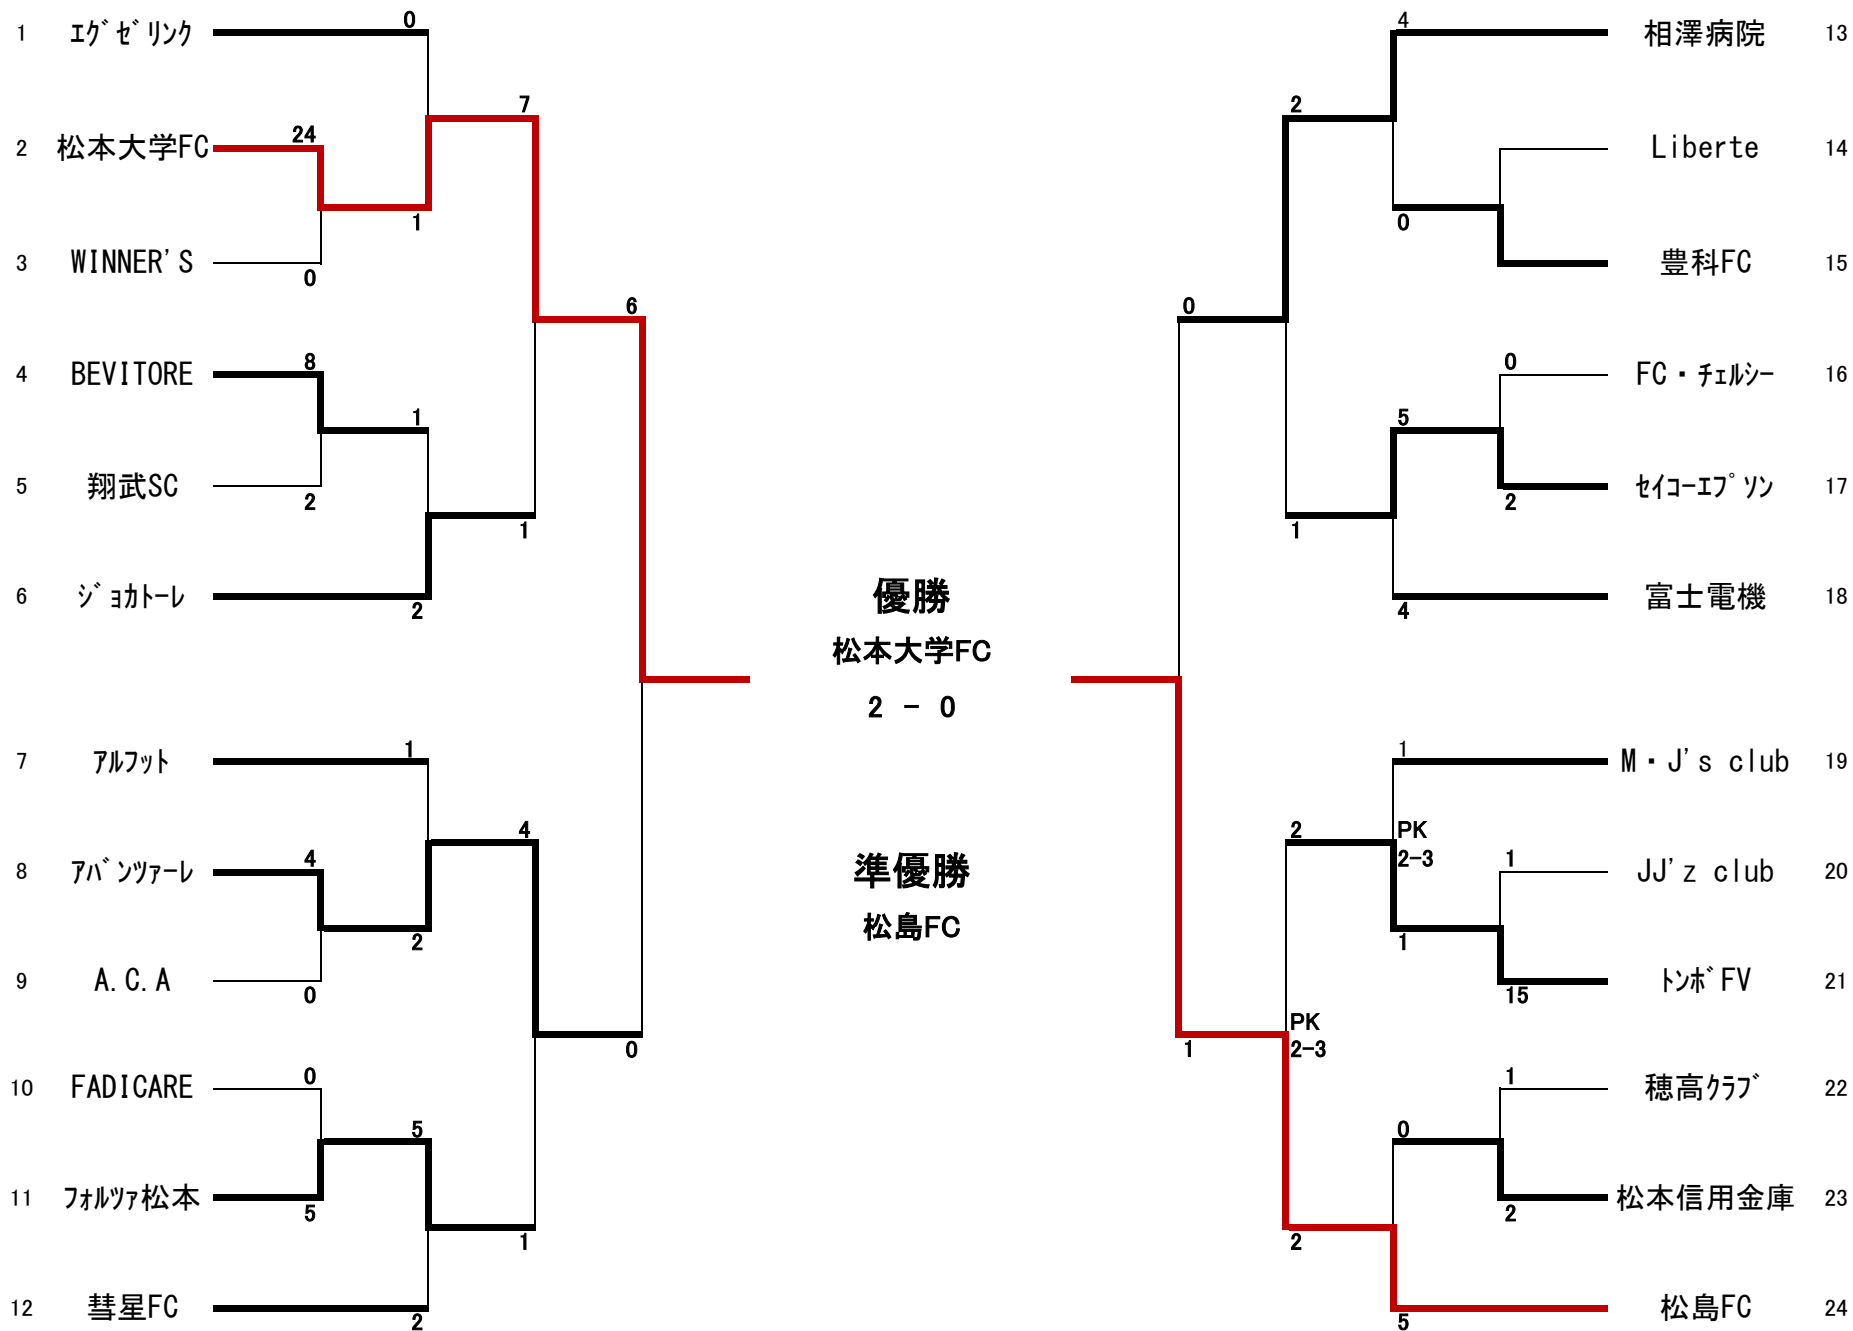 1 ｴｸﾞｾﾞﾘﾝｸ 0
2 松本大学FC 24
7
1
3 WINNER'S 0
6
4 BEVITORE 8
1
5 翔武SC 2
1
6 ｼﾞｮｶﾄｰﾚ 2
7 ｱﾙﾌｯﾄ 1
4
8 ｱﾊﾞﾝﾂｧｰﾚ 4
2
9 A.C.A 0
0
10 FADICARE 0
5
11 ﾌｫﾙﾂｧ松本 5
1
12 彗星FC 2
優勝
松本大学FC
2 － 0
準優勝
松島FC
4 相澤病院 13
2
Liberte 14
0
豊科FC 15
0
0 FC・ﾁｪﾙｼｰ 16
5
2 ｾｲｺｰｴﾌﾟｿﾝ 17
1
4 富士電機 18
1 M・J's club 19
2
PK
2-3
1 JJ'z club 20
1
15 ﾄﾝﾎﾞFV 21
PK
2-3
1
1 穂高ｸﾗﾌﾞ 22
0
2 松本信用金庫 23
2
5 松島FC 24